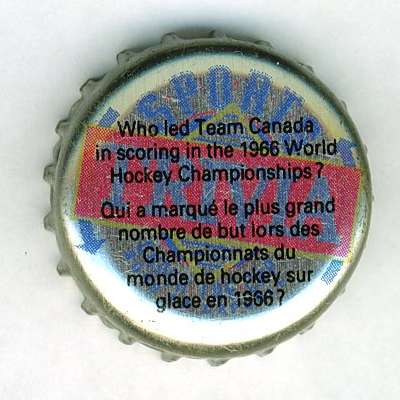 SPORT
Who led Team Canada
in scoring in the 1966 World
Hockey Championships?
TRIVIA
Qui a marqué le plus grand
nombre de but lors des
Championnats du
monde de hockey sur
glace en 1966?